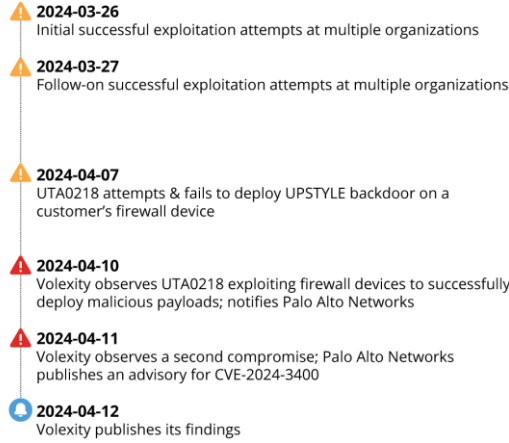 2024-03-26
Initial successful exploitation attempts at multiple organizations
2024-03-27
Follow-on successful exploitation attempts at multiple organizations
2024-04-07
UTA0218 attempts & fails to deploy UPSTYLE backdoor on a
customer's firewall device
2024-04-10
Volexity observes UTA0218 exploiting firewall devices to successfully
deploy malicious payloads; notifies Palo Alto Networks
2024-04-11
Volexity observes a second compromise; Palo Alto Networks
publishes an advisory for CVE-2024-3400
2024-04-12
Volexity publishes its findings